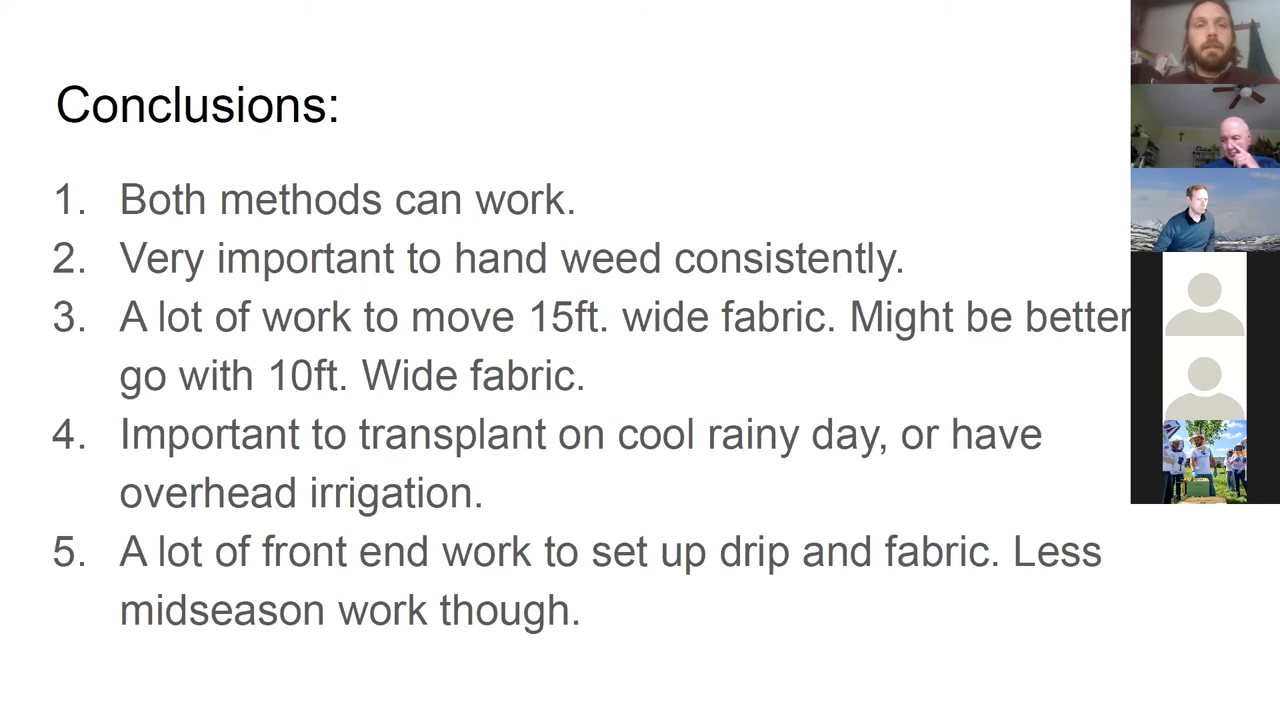 Conclusions:
1. Both methods can work.
2. Very important to hand weed consistently.
3. A lot of work to move 15ft. wide fabric. Might be better
go with 10ft. Wide fabric.
4. Important to transplant on cool rainy day, or have
overhead irrigation.
5. A lot of front end work to set up drip and fabric. Less
midseason work though.